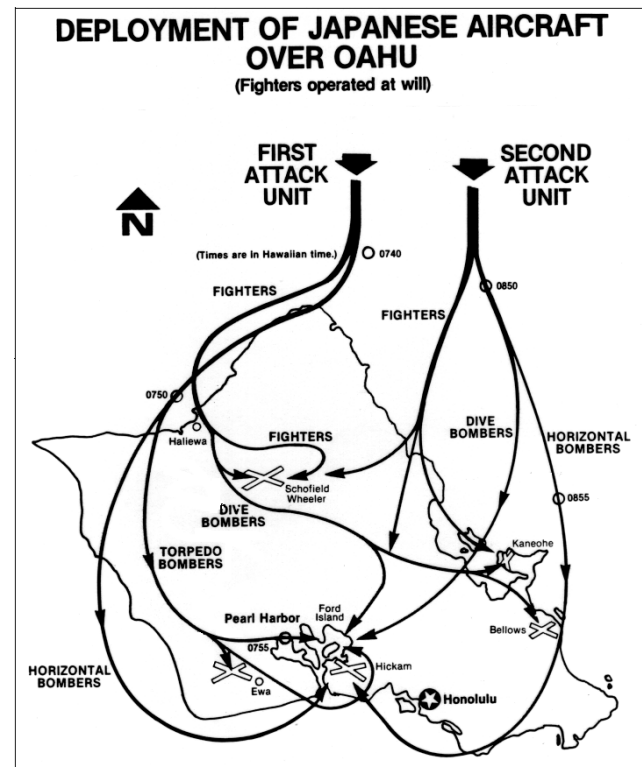 DEPLOYMENT OF JAPANESE AIRCRAFT
OVER OAHU
(Fighters operated at will)
FIRST
ATTACK
UNIT
SECOND
ATTACK
UNIT
N
(Times are in Hawaiian time.)
0740
FIGHTERS
0850
FIGHTERS
0750
Haliewa
FIGHTERS
DIVE
BOMBERS
HORIZONTAL
BOMBERS
Schofield
Wheeler
0855
DIVE
BOMBERS
TORPEDO
BOMBERS
Kaneohe
Pearl Harbor
Ford
Island
0755
Bellows
HORIZONTAL
BOMBERS
Ewa
Hickam
Honolulu